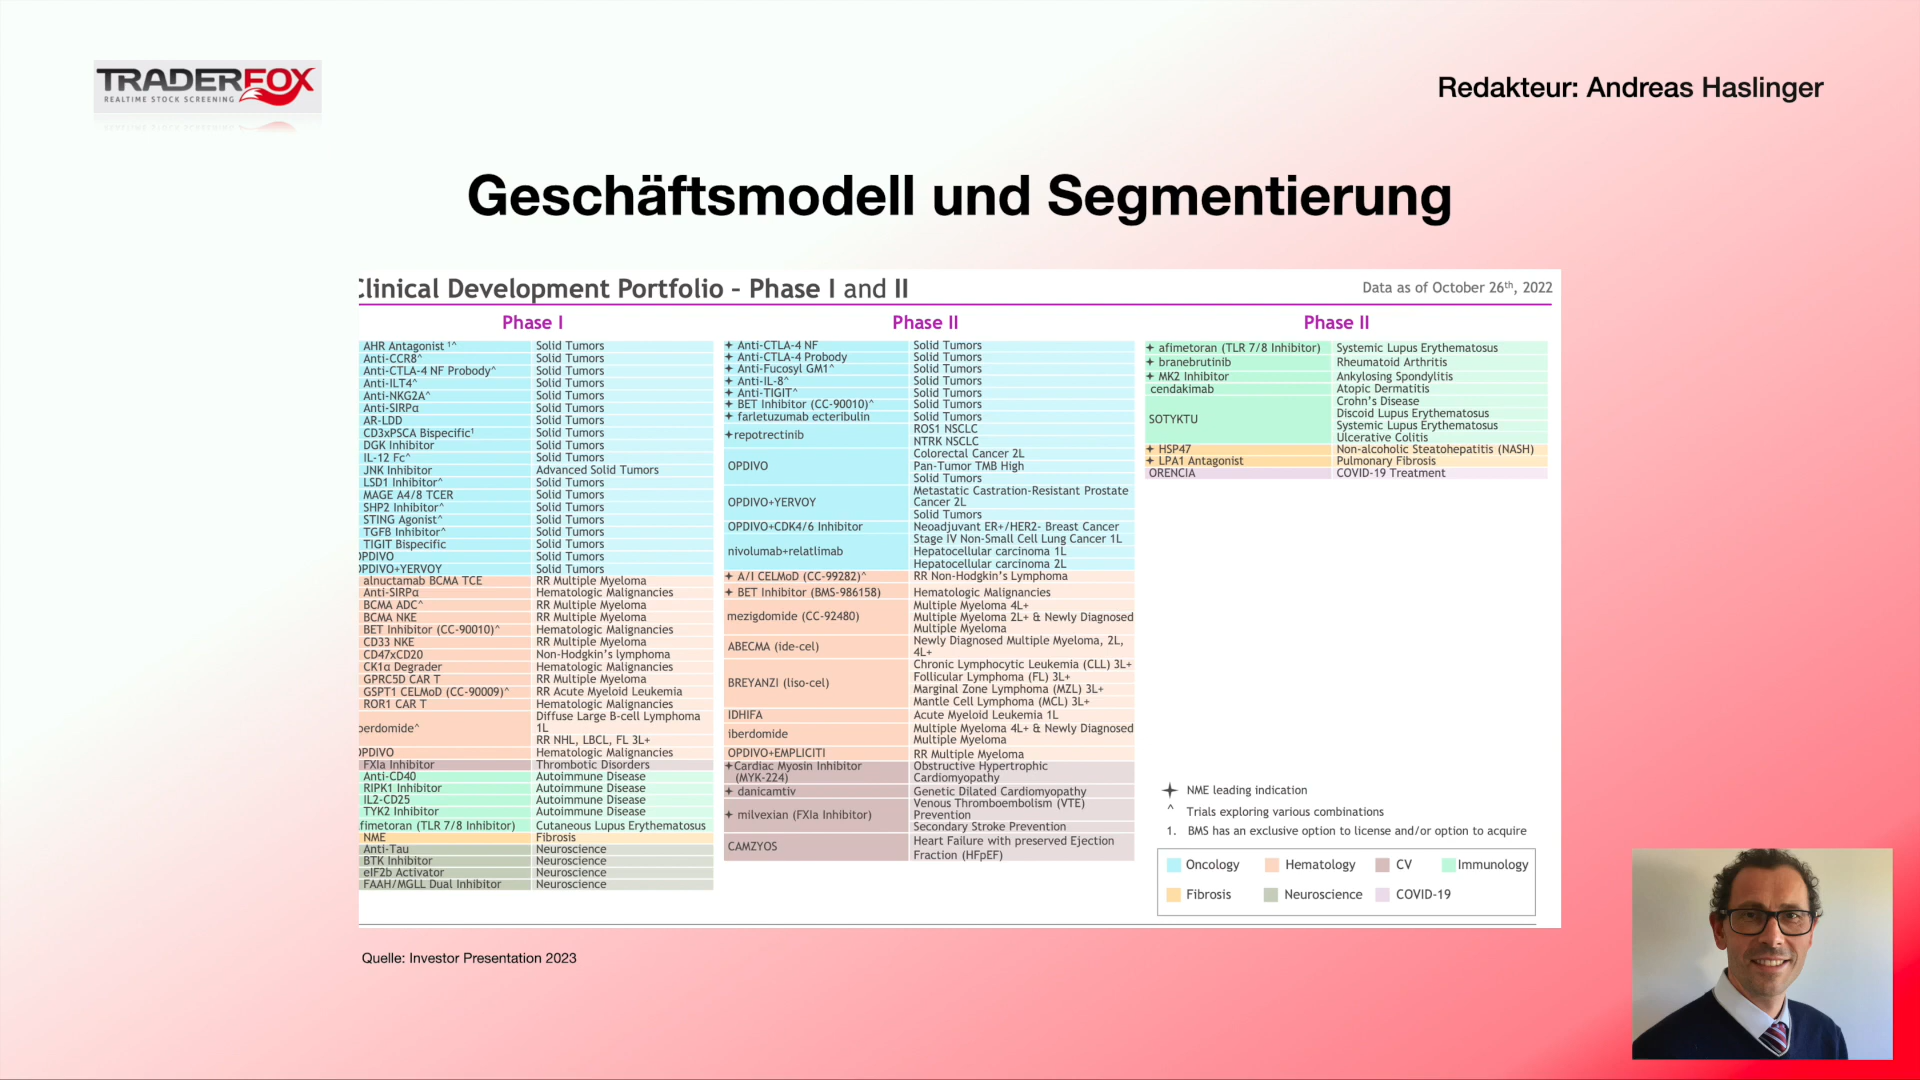 TRADERFOX
REALTIME STOCK SCREENING
Redakteur: Andreas Haslinger
Geschäftsmodell und Segmentierung
Clinical Development Portfolio – Phase I and II
Data as of October 26th, 2022
Phase I
AHR Antagonist 1^ Solid Tumors
Anti-CCR8^ Solid Tumors
Anti-CTLA-4 NF Probody^ Solid Tumors
Anti-ILT4^ Solid Tumors
Anti-NKG2A^ Solid Tumors
Anti-SIRPα Solid Tumors
AR-LDD Solid Tumors
CD3xPSCA Bispecific1 Solid Tumors
DGK Inhibitor Solid Tumors
IL-12 Fc^ Solid Tumors
JNK Inhibitor Advanced Solid Tumors
LSD1 Inhibitor^ Solid Tumors
MAGE A4/8 TCER Solid Tumors
SHP2 Inhibitor^ Solid Tumors
STING Agonist^ Solid Tumors
TGFB Inhibitor^ Solid Tumors
TIGIT Bispecific Solid Tumors
OPDIVO Solid Tumors
OPDIVO+YERVOY Solid Tumors
alnuctamab BCMA TCE RR Multiple Myeloma
Anti-SIRPα Hematologic Malignancies
BCMA ADC^ RR Multiple Myeloma
BCMA NKE RR Multiple Myeloma
BET Inhibitor (CC-90010)^ Hematologic Malignancies
CD33 NKE RR Multiple Myeloma
CD47xCD20 Non-Hodgkin's lymphoma
CK1α Degrader Hematologic Malignancies
GPRC5D CAR T RR Multiple Myeloma
GSPT1 CELMoD (CC-90009)^ RR Acute Myeloid Leukemia
ROR1 CAR T Hematologic Malignancies
berdomide^ Diffuse Large B-cell Lymphoma
1L
RR NHL, LBCL, FL 3L+
OPDIVO Hematologic Malignancies
FXIa Inhibitor Thrombotic Disorders
Anti-CD40 Autoimmune Disease
RIPK1 Inhibitor Autoimmune Disease
IL2-CD25 Autoimmune Disease
TYK2 Inhibitor Autoimmune Disease
afimetoran (TLR 7/8 Inhibitor) Cutaneous Lupus Erythematosus
NME Fibrosis
Anti-Tau Neuroscience
BTK Inhibitor Neuroscience
eIF2b Activator Neuroscience
FAAH/MGLL Dual Inhibitor Neuroscience
Phase II
+ Anti-CTLA-4 NF Solid Tumors
+ Anti-CTLA-4 Probody Solid Tumors
+ Anti-Fucosyl GM1^ Solid Tumors
+ Anti-IL-8^ Solid Tumors
+ Anti-TIGIT^ Solid Tumors
+ BET Inhibitor (CC-90010)^ Solid Tumors
+ farletuzumab ecteribulin Solid Tumors
+repotrectinib ROS1 NSCLC
NTRK NSCLC
OPDIVO Colorectal Cancer 2L
Pan-Tumor TMB High
Solid Tumors
OPDIVO+YERVOY Metastatic Castration-Resistant Prostate
Cancer 2L
Solid Tumors
OPDIVO+CDK4/6 Inhibitor Neoadjuvant ER+/HER2- Breast Cancer
nivolumab+relatlimab Stage IV Non-Small Cell Lung Cancer 1L
Hepatocellular carcinoma 1L
Hepatocellular carcinoma 2L
+ A/I CELMoD (CC-99282)^ RR Non-Hodgkin's Lymphoma
+ BET Inhibitor (BMS-986158) Hematologic Malignancies
mezigdomide (CC-92480) Multiple Myeloma 4L+
Multiple Myeloma 2L+ & Newly Diagnosed
Multiple Myeloma
ABECMA (ide-cel) Newly Diagnosed Multiple Myeloma, 2L,
4L+
BREYANZI (liso-cel) Chronic Lymphocytic Leukemia (CLL) 3L+
Follicular Lymphoma (FL) 3L+
Marginal Zone Lymphoma (MZL) 3L+
Mantle Cell Lymphoma (MCL) 3L+
IDHIFA Acute Myeloid Leukemia 1L
iberdomide Multiple Myeloma 4L+ & Newly Diagnosed
Multiple Myeloma
OPDIVO+EMPLICITI RR Multiple Myeloma
+Cardiac Myosin Inhibitor Obstructive Hypertrophic
(MYK-224) Cardiomyopathy
+ danicamtiv Genetic Dilated Cardiomyopathy
+ milvexian (FXIa Inhibitor) Venous Thromboembolism (VTE)
Prevention
Secondary Stroke Prevention
CAMZYOS Heart Failure with preserved Ejection
Fraction (HFpEF)
Phase II
+ afimetoran (TLR 7/8 Inhibitor) Systemic Lupus Erythematosus
+ branebrutinib Rheumatoid Arthritis
+ MK2 Inhibitor Ankylosing Spondylitis
cendakimab Atopic Dermatitis
SOTYKTU Crohn's Disease
Discoid Lupus Erythematosus
Systemic Lupus Erythematosus
Ulcerative Colitis
+ HSP47 Non-alcoholic Steatohepatitis (NASH)
+ LPA1 Antagonist Pulmonary Fibrosis
ORENCIA COVID-19 Treatment
+ NME leading indication
^ Trials exploring various combinations
1. BMS has an exclusive option to license and/or option to acquire
Oncology Hematology CV Immunology
Fibrosis Neuroscience COVID-19
Quelle: Investor Presentation 2023